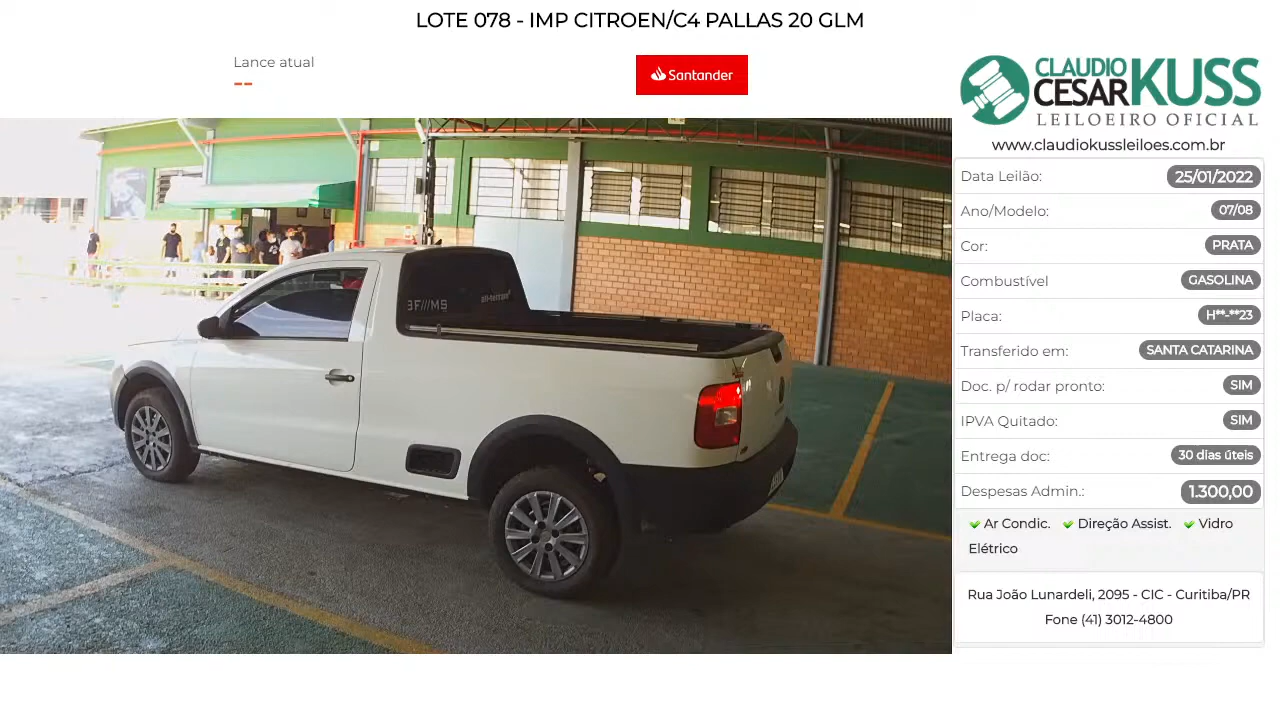 LOTE 078 - IMP CITROEN/C4 PALLAS 20 GLM
Lance atual
--
Santander
CLAUDIO
CESAR
KUSS
LEILOEIRO OFICIAL
www.claudiokussleiloes.com.br
Data Leilão: 25/01/2022
Ano/Modelo: 07/08
Cor: PRATA
Combustível GASOLINA
Placa: H**-**23
Transferido em: SANTA CATARINA
Doc. p/ rodar pronto: SIM
IPVA Quitado: SIM
Entrega doc: 30 dias úteis
Despesas Admin.: 1.300,00
Ar Condic. Direção Assist. Vidro
Elétrico
Rua João Lunardeli, 2095 - CIC - Curitiba/PR
Fone (41) 3012-4800
all-terrain